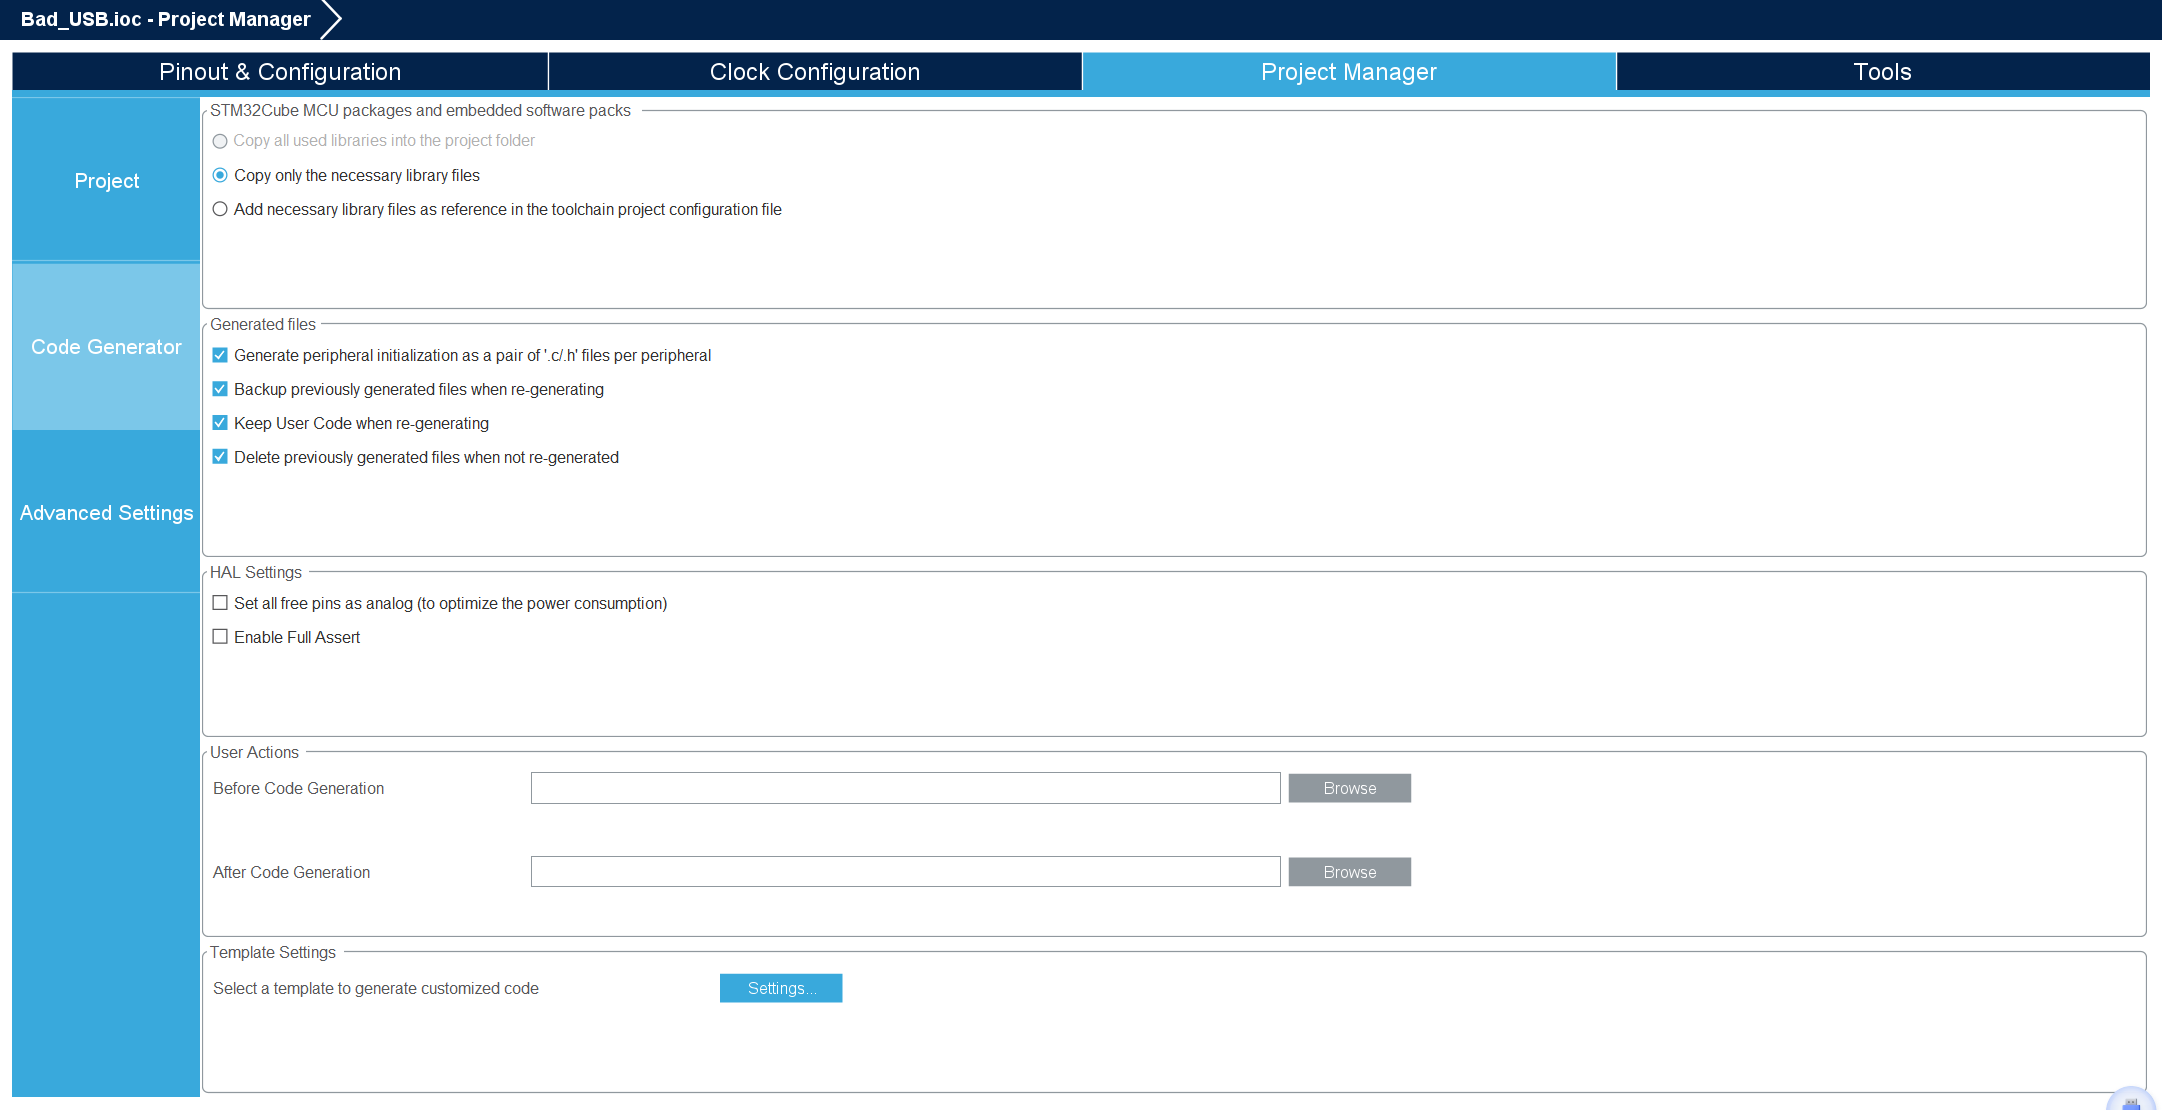 Bad_USB.ioc - Project Manager
Pinout & Configuration
Clock Configuration
Project Manager
Tools
Project
Code Generator
Advanced Settings
STM32Cube MCU packages and embedded software packs
Copy all used libraries into the project folder
Copy only the necessary library files
Add necessary library files as reference in the toolchain project configuration file
Generated files
Generate peripheral initialization as a pair of '.c/.h' files per peripheral
Backup previously generated files when re-generating
Keep User Code when re-generating
Delete previously generated files when not re-generated
HAL Settings
Set all free pins as analog (to optimize the power consumption)
Enable Full Assert
User Actions
Before Code Generation
Browse
After Code Generation
Browse
Template Settings
Select a template to generate customized code
Settings...